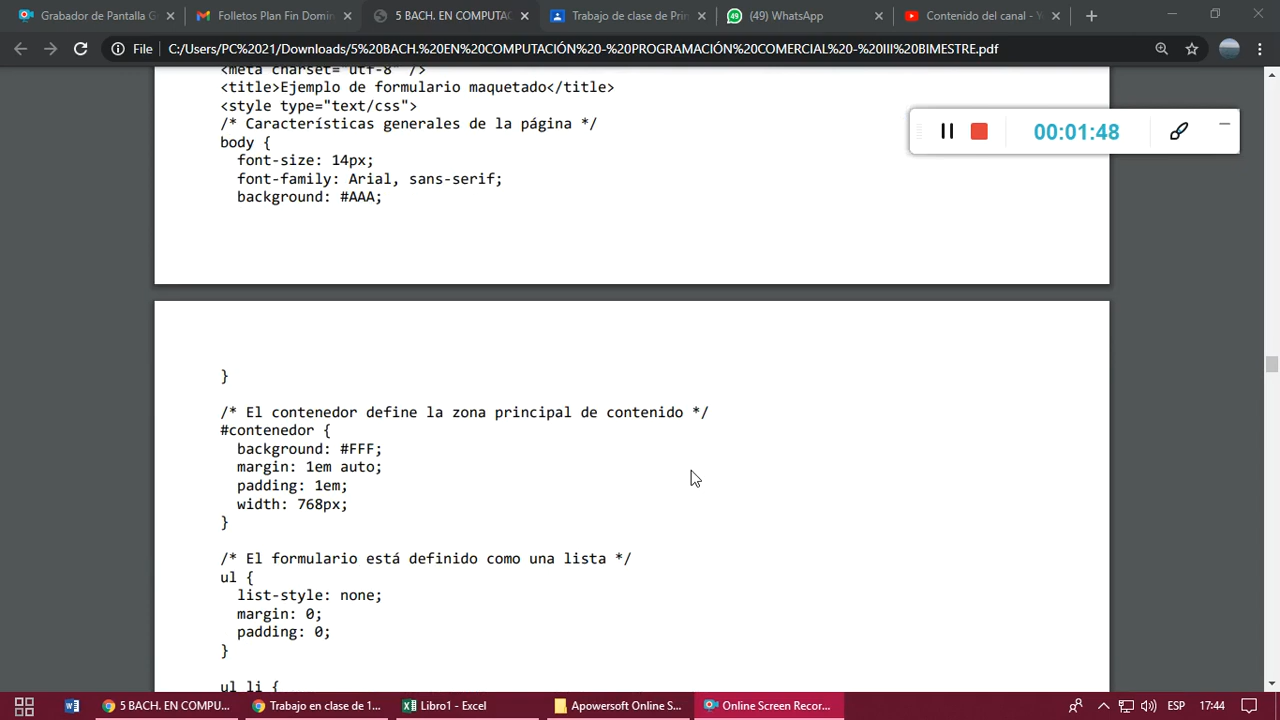 Grabador de Pantalla G
Folletos Plan Fin Domin
5 BACH. EN COMPUTAC
Trabajo de clase de Prin
(49) WhatsApp
Contenido del canal - Y
File
C:/Users/PC%2021/Downloads/5%20BACH.%20EN%20COMPUTACIÓN%20-%20PROGRAMACIÓN%20COMERCIAL%20-%20III%20BIMESTRE.pdf
<meta charset="utf-8" />
<title>Ejemplo de formulario maquetado</title>
<style type="text/css">
/* Características generales de la página */
body {
font-size: 14px;
font-family: Arial, sans-serif;
background: #AAA;
00:01:48
}
/* El contenedor define la zona principal de contenido */
#contenedor {
background: #FFF;
margin: 1em auto;
padding: 1em;
width: 768px;
}
/* El formulario está definido como una lista */
ul {
list-style: none;
margin: 0;
padding: 0;
}
ul li {
5 BACH. EN COMPU...
Trabajo en clase de 1...
Libro1 - Excel
Apowersoft Online S...
Online Screen Recor...
ESP
17:44